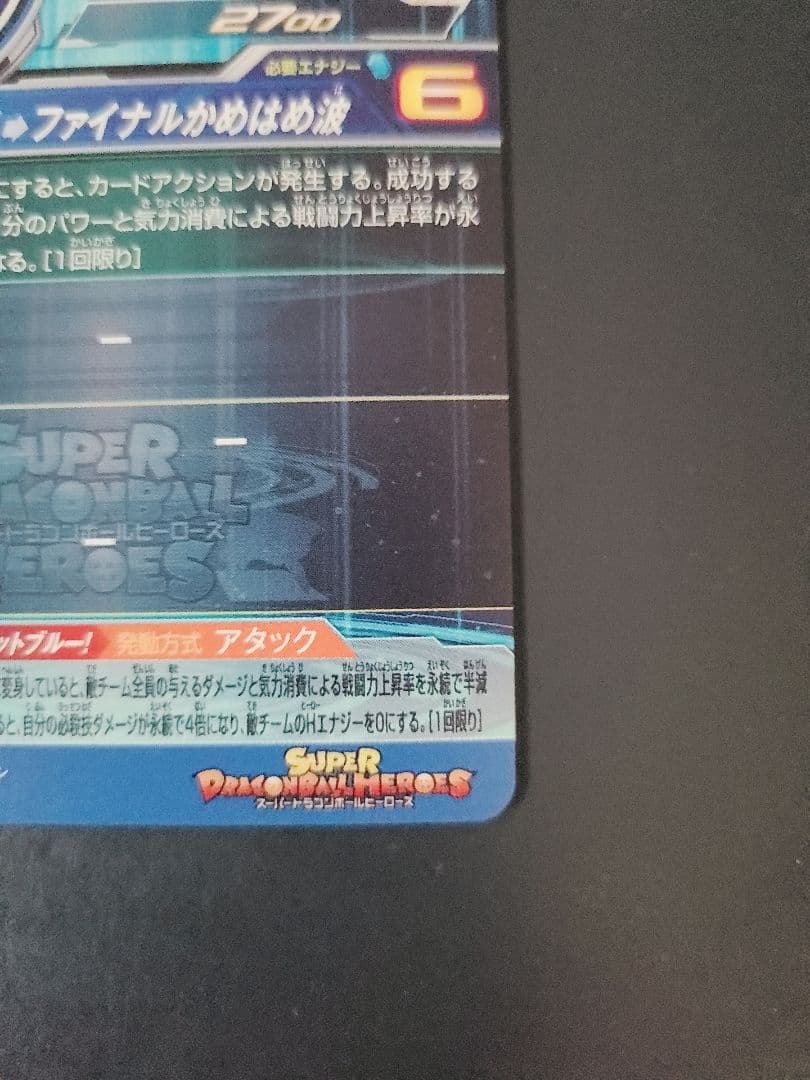 2700
必要エナジー
6
➡ファイナルかめはめ波
にすると、カードアクションが発生する。成功する
分のパワーと気力消費による戦闘力上昇率が永
なる。[1回限り]
SUPER
DRAGONBALL
ドラゴンボールヒーローズ
HEROES
ットブルー! 発動方式 アタック
変身していると、敵チーム全員の与えるダメージと気力消費による戦闘力上昇率を永続で半減
ると、自分の必殺技ダメージが永続で4倍になり、敵チームのHエナジーを0にする。[1回限り]
SUPER
DRAGONBALL HEROES
スーパードラゴンボールヒーローズ